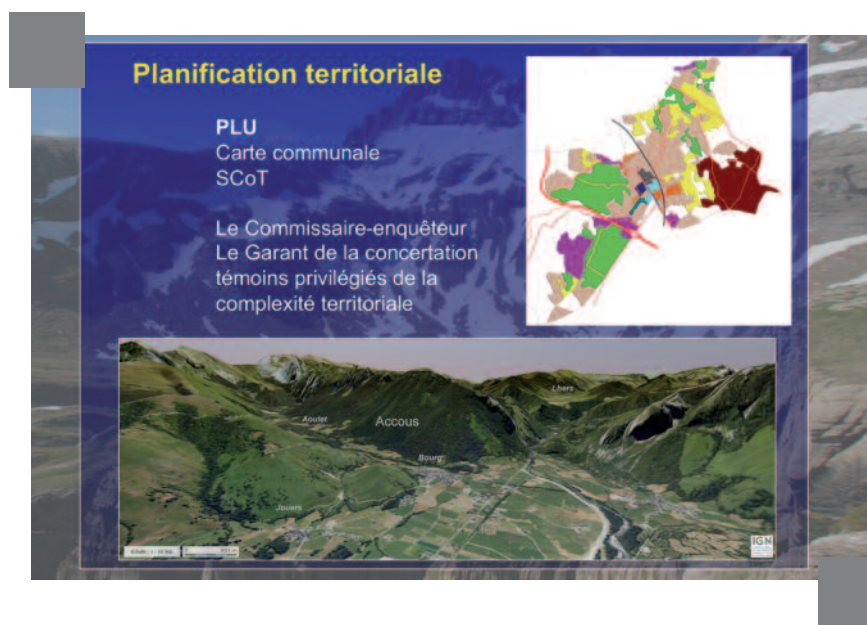 Planification territoriale
PLU
Carte communale
SCoT
Le Commissaire-enquêteur
Le Garant de la concertation
témoins privilégiés de la
complexité territoriale
Lhers
Aoulet
Accous
Bourg
Jouers
IGN